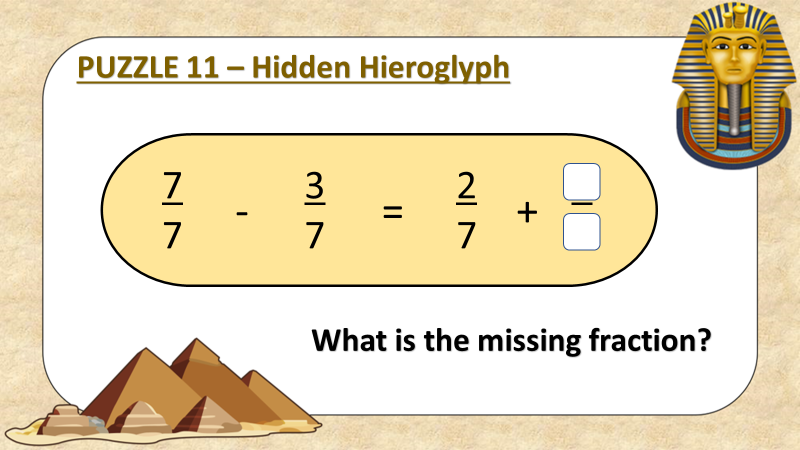 PUZZLE 11 – Hidden Hieroglyph
7/7 - 3/7 = 2/7 +
What is the missing fraction?